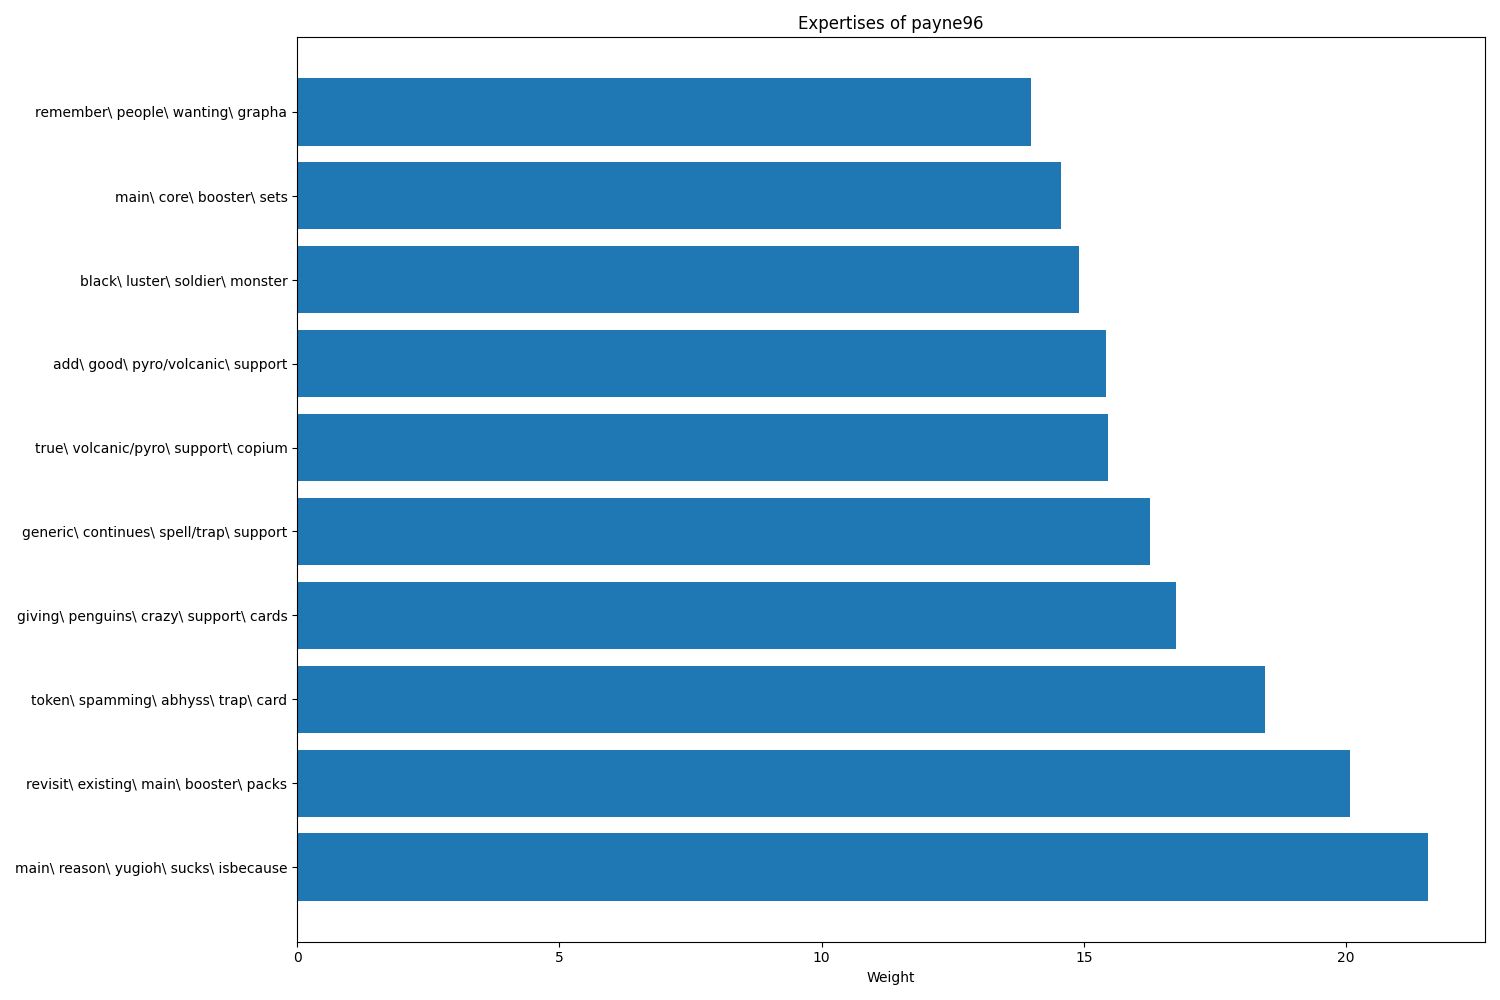 Expertises of payne96
remember\ people\ wanting\ grapha
main\ core\ booster\ sets
black\ luster\ soldier\ monster
add\ good\ pyro/volcanic\ support
true\ volcanic/pyro\ support\ copium
generic\ continues\ spell/trap\ support
giving\ penguins\ crazy\ support\ cards
token\ spamming\ abhyss\ trap\ card
revisit\ existing\ main\ booster\ packs
main\ reason\ yugioh\ sucks\ isbecause
0 5 10 15 20
Weight